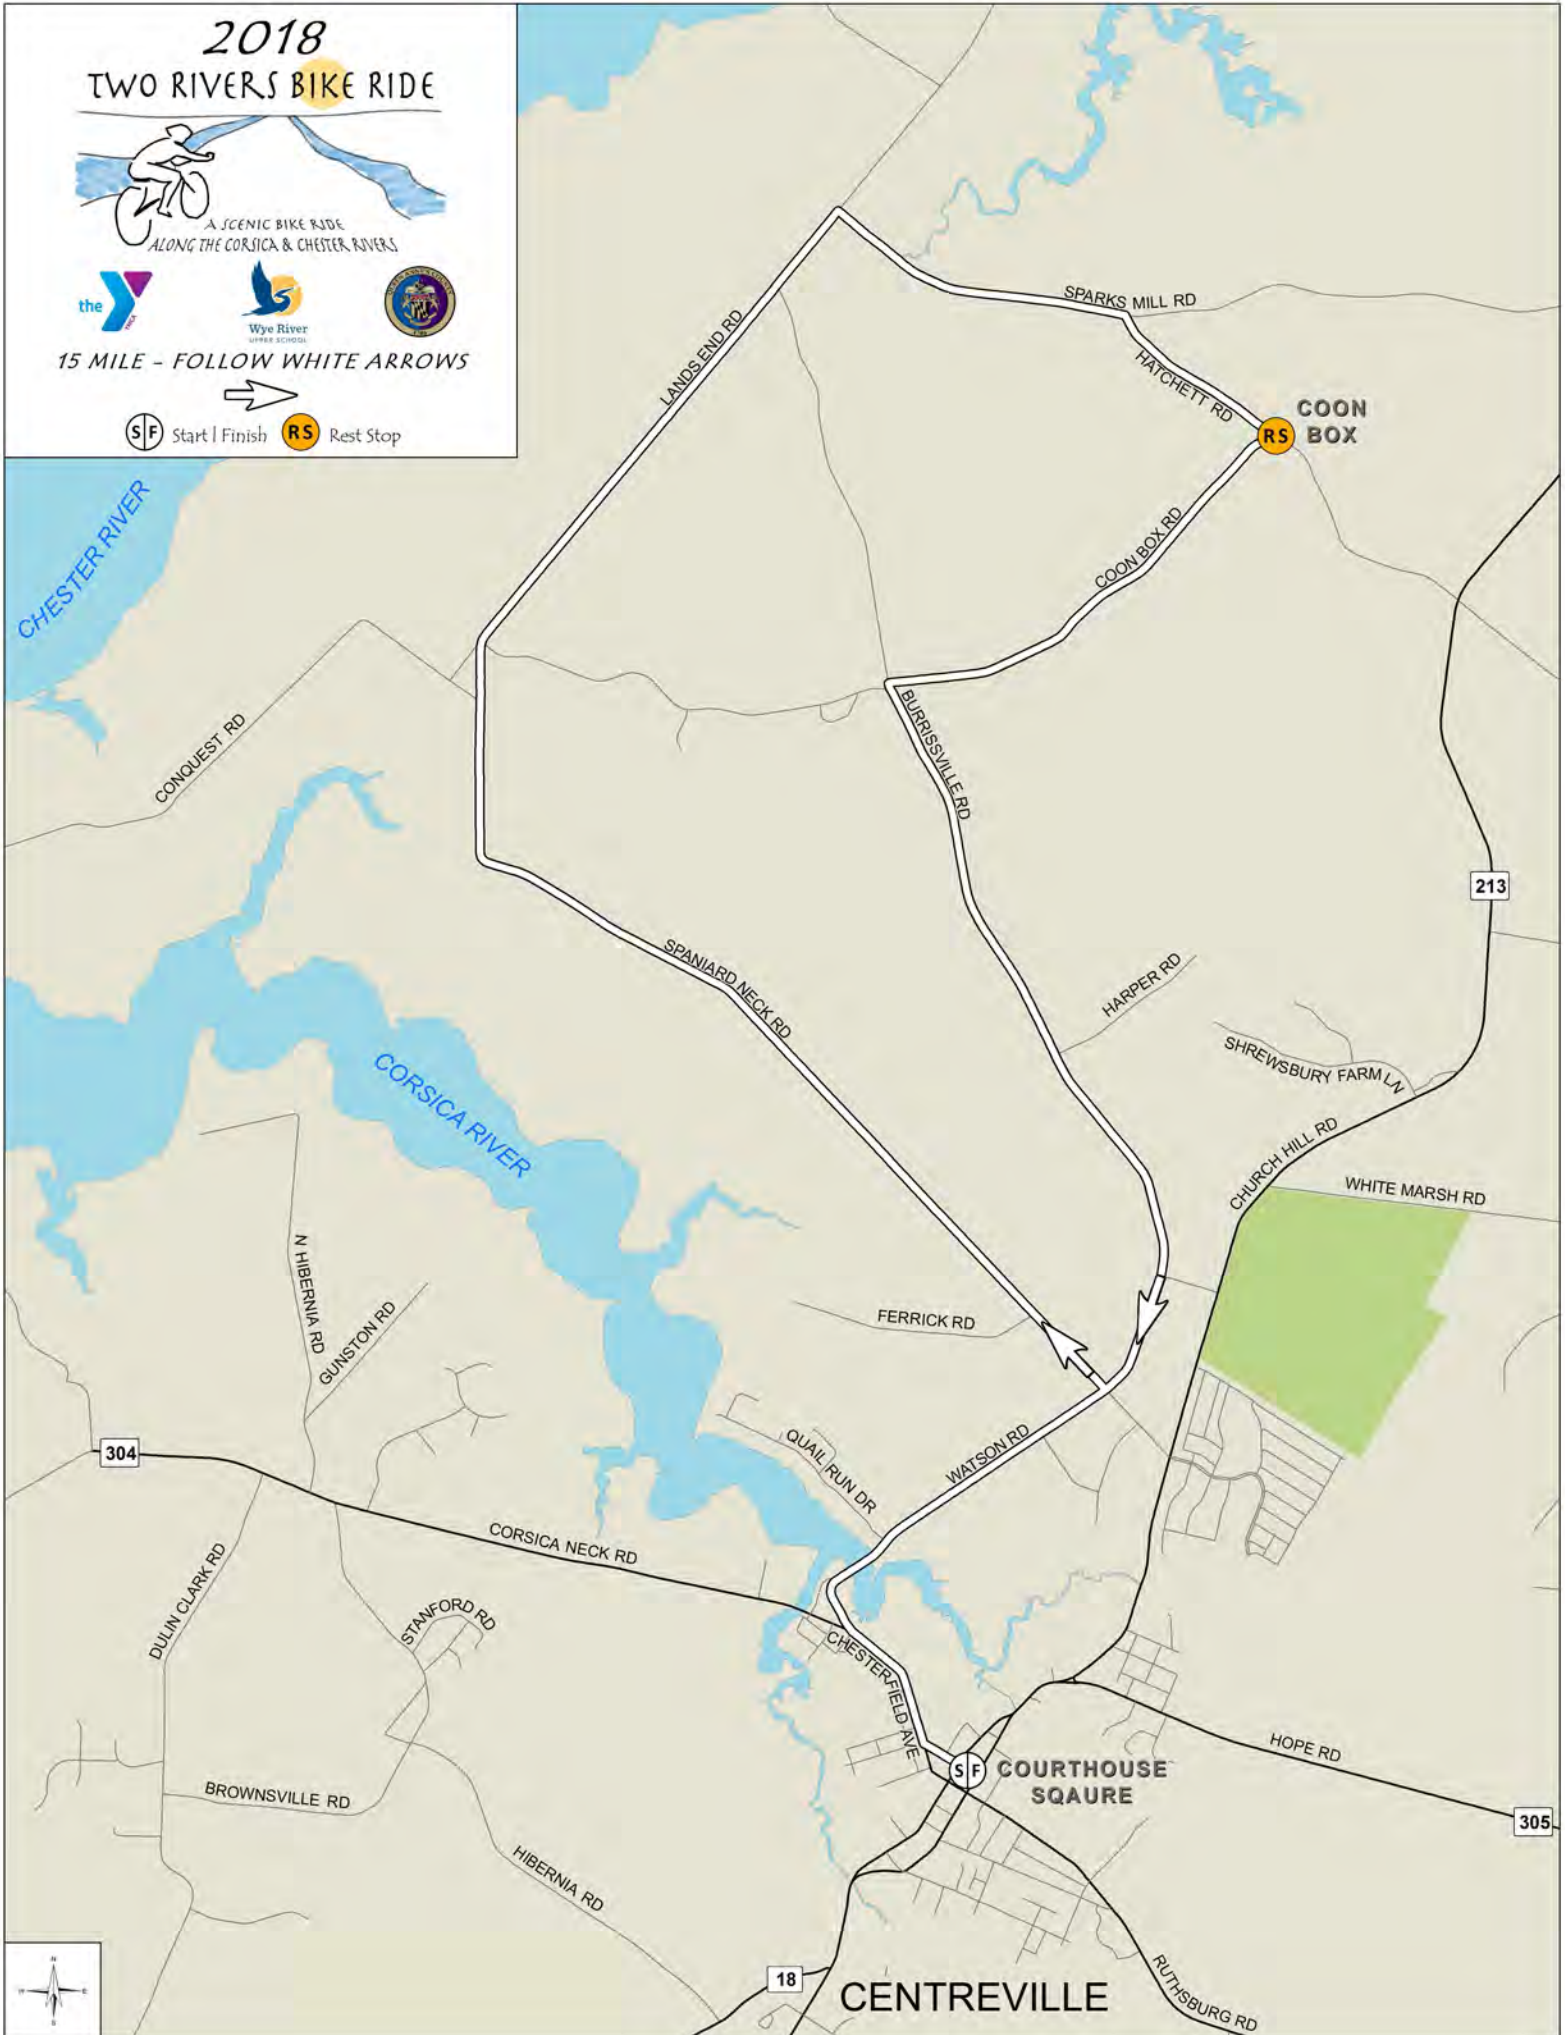 2018
TWO RIVERS BIKE RIDE
A SCENIC BIKE RIDE
ALONG THE CORSICA & CHESTER RIVERS
the
YMCA
Wye River
UPPER SCHOOL
15 MILE - FOLLOW WHITE ARROWS
S F Start | Finish RS Rest Stop
SPARKS MILL RD
LANDS END RD
HATCHETT RD
COON
BOX
RS
CHESTER RIVER
COON BOX RD
CONQUEST RD
BURRISSVILLE RD
213
SPANIARD NECK RD
HARPER RD
SHREWSBURY FARM LN
CORSICA RIVER
CHURCH HILL RD
WHITE MARSH RD
N HIBERNIA RD
GUNSTON RD
FERRICK RD
304
QUAIL RUN DR
WATSON RD
CORSICA NECK RD
DULIN CLARK RD
STANFORD RD
CHESTERFIELD AVE
HOPE RD
S F
COURTHOUSE
SQAURE
BROWNSVILLE RD
305
HIBERNIA RD
18
CENTREVILLE
RUTHSBURG RD
N
E
S